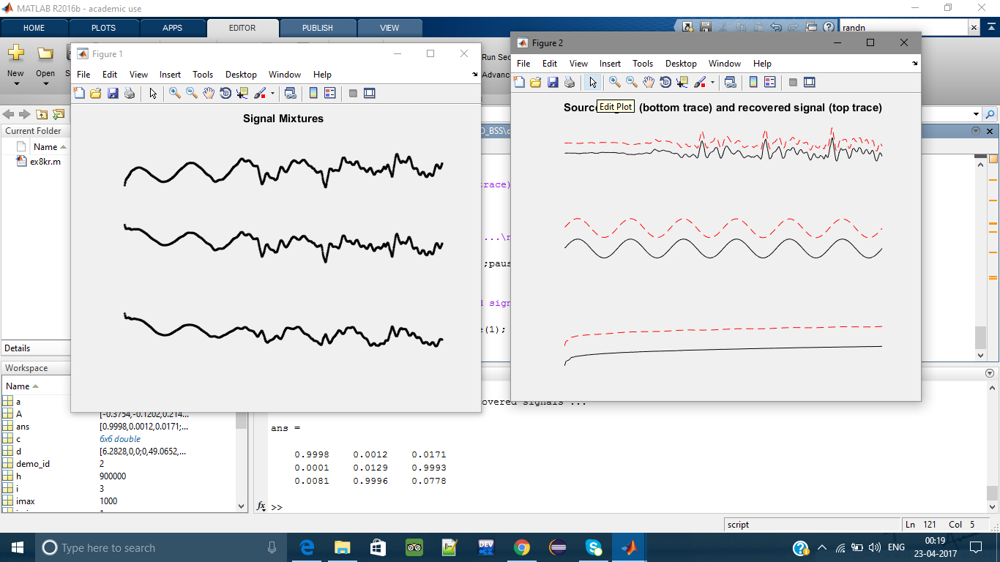 MATLAB R2016b - academic use
HOME PLOTS APPS EDITOR PUBLISH VIEW
randn
New Open
Run Sec
Advanc
Current Folder
Name
ex8kr.m
Details
Workspace
Name
a
A [-0.3754,-0.1202,0.214...
ans [0.9998,0.0012,0.0171;...
c 6x6 double
d [6.2828,0,0;0,49.0652,...
demo_id 2
h 900000
i 3
imax 1000
Figure 1
File Edit View Insert Tools Desktop Window Help
Signal Mixtures
Figure 2
File Edit View Insert Tools Desktop Window Help
Edit Plot
Source (bottom trace) and recovered signal (top trace)
_BSS\
trace)
...\n
;paus
d sign
e(1);
overed signals ...
ans =
0.9998 0.0012 0.0171
0.0001 0.0129 0.9993
0.0081 0.9996 0.0778
fx >>
script
Ln 121 Col 5
Type here to search
DEV
ENG
00:19
23-04-2017